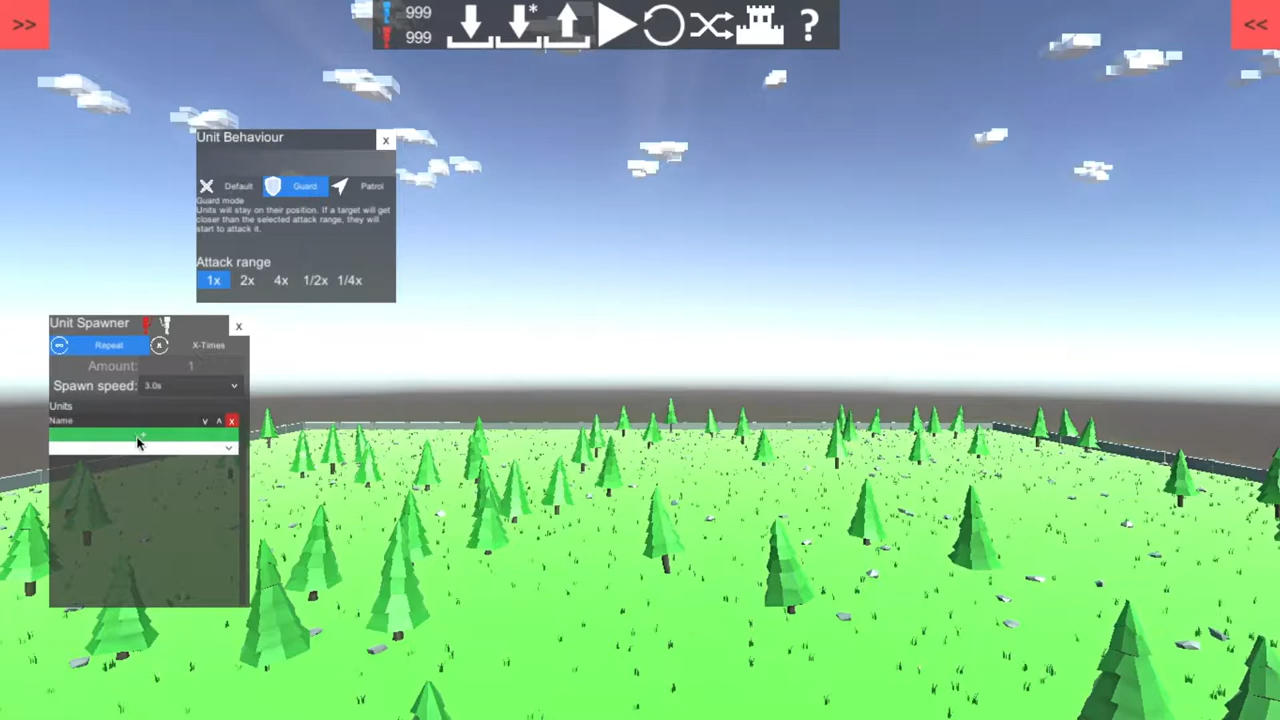 >>
999
999
*
?
<<
Unit Behaviour
x
Default Guard Patrol
Guard mode
Units will stay on their position. If a target will get
closer than the selected attack range, they will
start to attack it.
Attack range
1x 2x 4x 1/2x 1/4x
Unit Spawner
x
∞ Repeat x X-Times
Amount: 1
Spawn speed: 3.0s
Units
Name v ʌ x
+